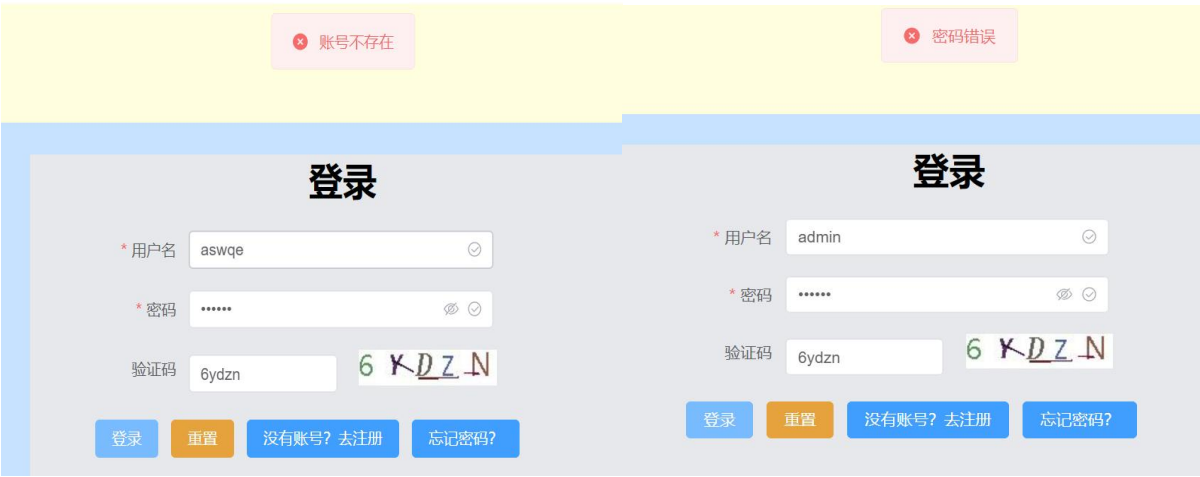 账号不存在
登录
* 用户名 aswqe
* 密码 ••••••
验证码 6ydzn 6 Y D Z N
登录 重置 没有账号？去注册 忘记密码？
密码错误
登录
* 用户名 admin
* 密码 ••••••
验证码 6ydzn 6 Y D Z N
登录 重置 没有账号？去注册 忘记密码？